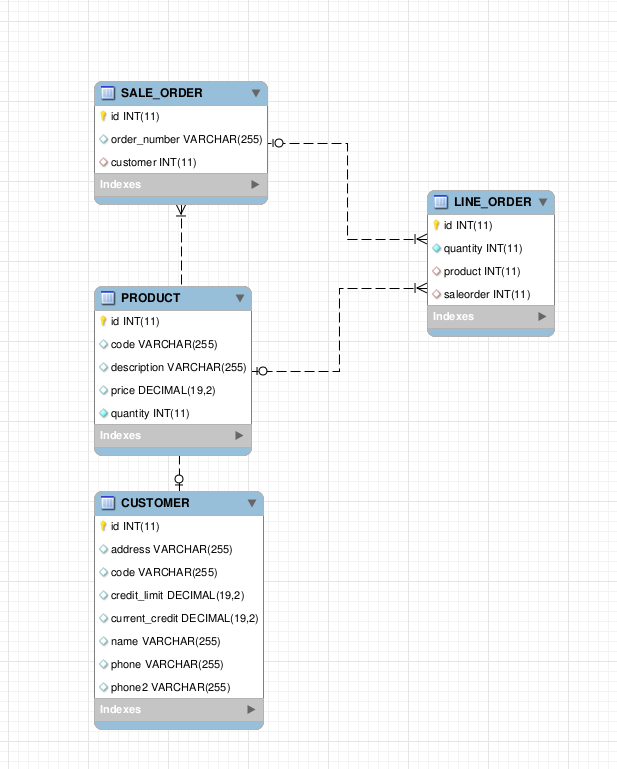 SALE_ORDER
id INT(11)
order_number VARCHAR(255)
customer INT(11)
Indexes
LINE_ORDER
id INT(11)
quantity INT(11)
product INT(11)
saleorder INT(11)
Indexes
PRODUCT
id INT(11)
code VARCHAR(255)
description VARCHAR(255)
price DECIMAL(19,2)
quantity INT(11)
Indexes
CUSTOMER
id INT(11)
address VARCHAR(255)
code VARCHAR(255)
credit_limit DECIMAL(19,2)
current_credit DECIMAL(19,2)
name VARCHAR(255)
phone VARCHAR(255)
phone2 VARCHAR(255)
Indexes